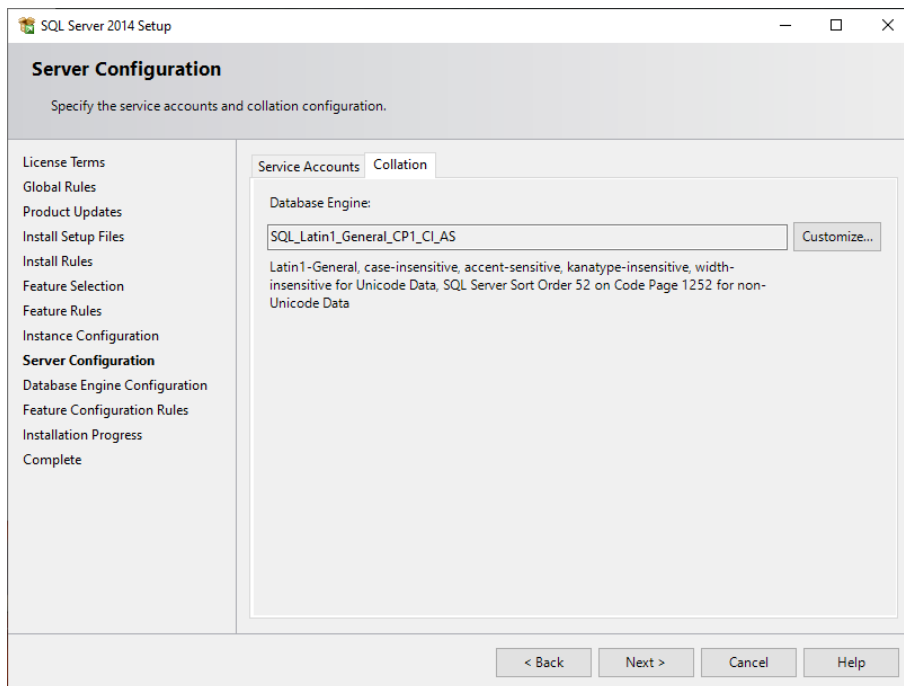 SQL Server 2014 Setup
Server Configuration
Specify the service accounts and collation configuration.
License Terms
Global Rules
Product Updates
Install Setup Files
Install Rules
Feature Selection
Feature Rules
Instance Configuration
Server Configuration
Database Engine Configuration
Feature Configuration Rules
Installation Progress
Complete
Service Accounts
Collation
Database Engine:
SQL_Latin1_General_CP1_CI_AS
Customize...
Latin1-General, case-insensitive, accent-sensitive, kanatype-insensitive, width-
insensitive for Unicode Data, SQL Server Sort Order 52 on Code Page 1252 for non-
Unicode Data
< Back
Next >
Cancel
Help